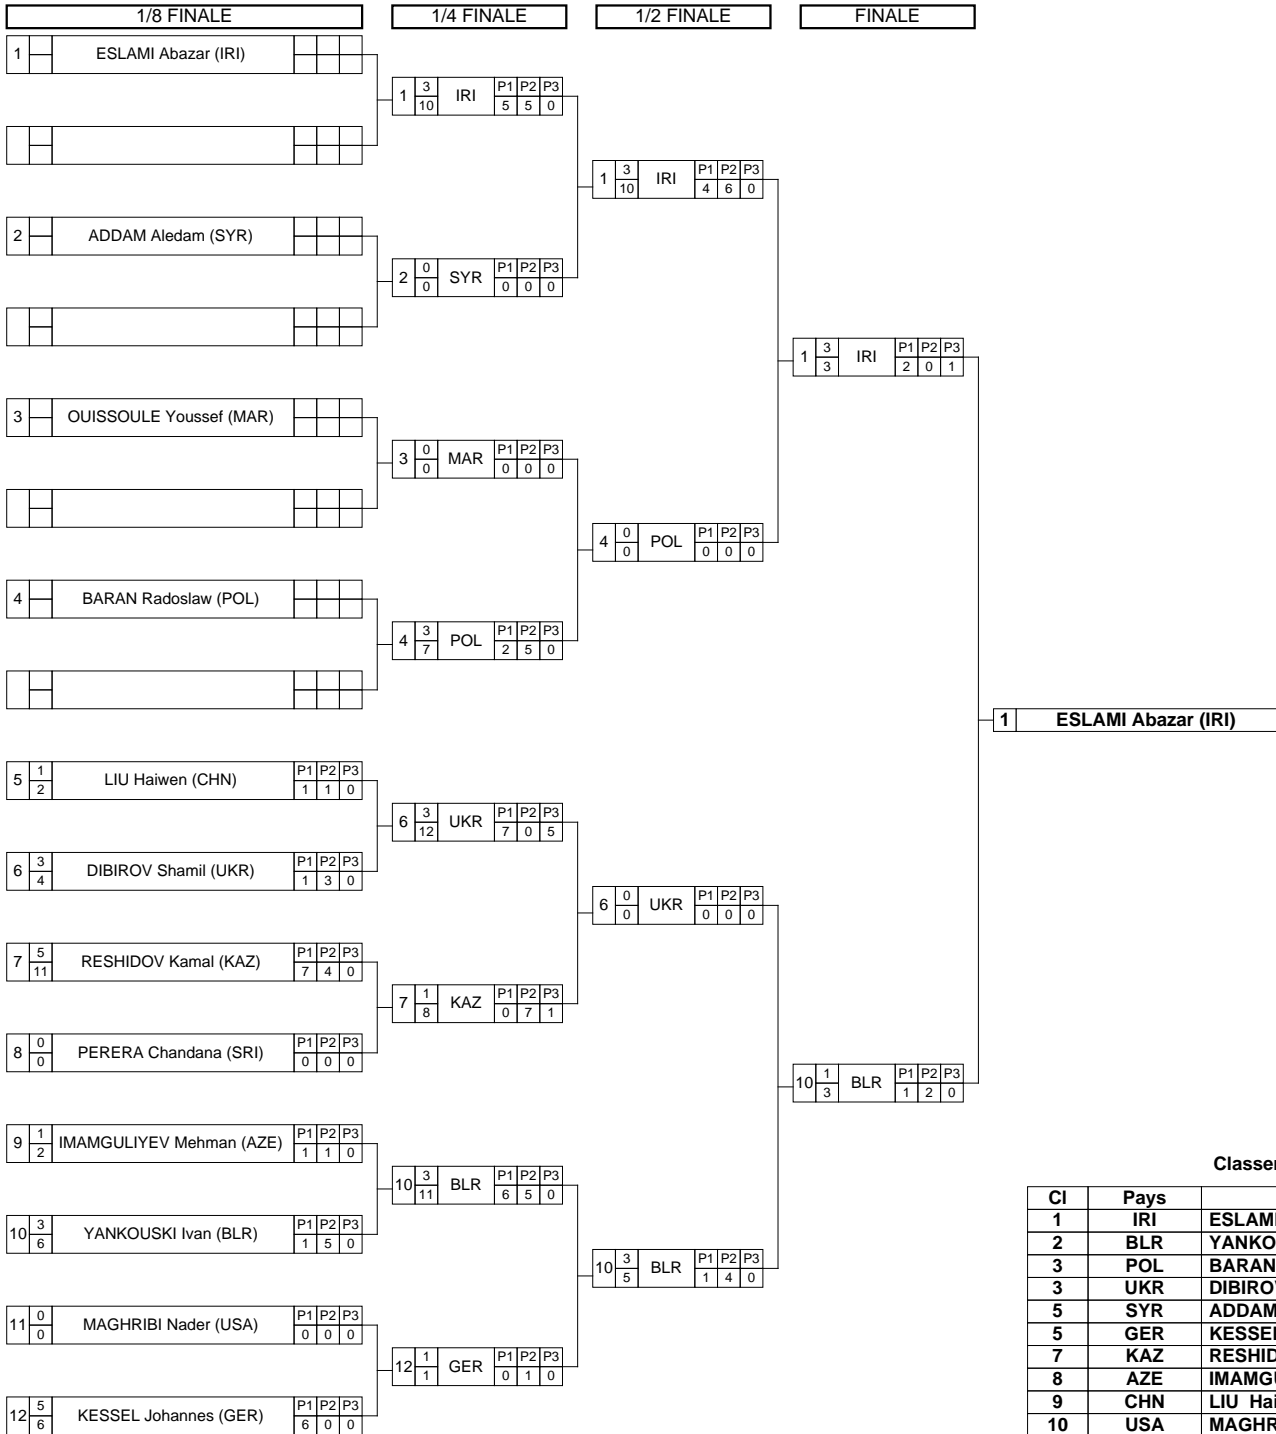 1/8 FINALE 1/4 FINALE 1/2 FINALE FINALE
1 ESLAMI Abazar (IRI)
1 3 10 IRI P1 P2 P3 5 5 0
1 3 10 IRI P1 P2 P3 4 6 0
2 ADDAM Aledam (SYR)
2 0 0 SYR P1 P2 P3 0 0 0
1 3 3 IRI P1 P2 P3 2 0 1
3 OUISSOULE Youssef (MAR)
3 0 0 MAR P1 P2 P3 0 0 0
4 0 0 POL P1 P2 P3 0 0 0
4 BARAN Radoslaw (POL)
4 3 7 POL P1 P2 P3 2 5 0
1 ESLAMI Abazar (IRI)
5 1 2 LIU Haiwen (CHN) P1 P2 P3 1 1 0
6 3 12 UKR P1 P2 P3 7 0 5
6 3 4 DIBIROV Shamil (UKR) P1 P2 P3 1 3 0
6 0 0 UKR P1 P2 P3 0 0 0
7 5 11 RESHIDOV Kamal (KAZ) P1 P2 P3 7 4 0
7 1 8 KAZ P1 P2 P3 0 7 1
8 0 0 PERERA Chandana (SRI) P1 P2 P3 0 0 0
10 1 3 BLR P1 P2 P3 1 2 0
9 1 2 IMAMGULIYEV Mehman (AZE) P1 P2 P3 1 1 0
10 3 11 BLR P1 P2 P3 6 5 0
10 3 6 YANKOUSKI Ivan (BLR) P1 P2 P3 1 5 0
10 3 5 BLR P1 P2 P3 1 4 0
11 0 0 MAGHRIBI Nader (USA) P1 P2 P3 0 0 0
12 1 1 GER P1 P2 P3 0 1 0
12 5 6 KESSEL Johannes (GER) P1 P2 P3 6 0 0
Classe
Cl Pays
1 IRI ESLAM
2 BLR YANKO
3 POL BARAN
3 UKR DIBIRO
5 SYR ADDAM
5 GER KESSE
7 KAZ RESHID
8 AZE IMAMG
9 CHN LIU Hai
10 USA MAGHR